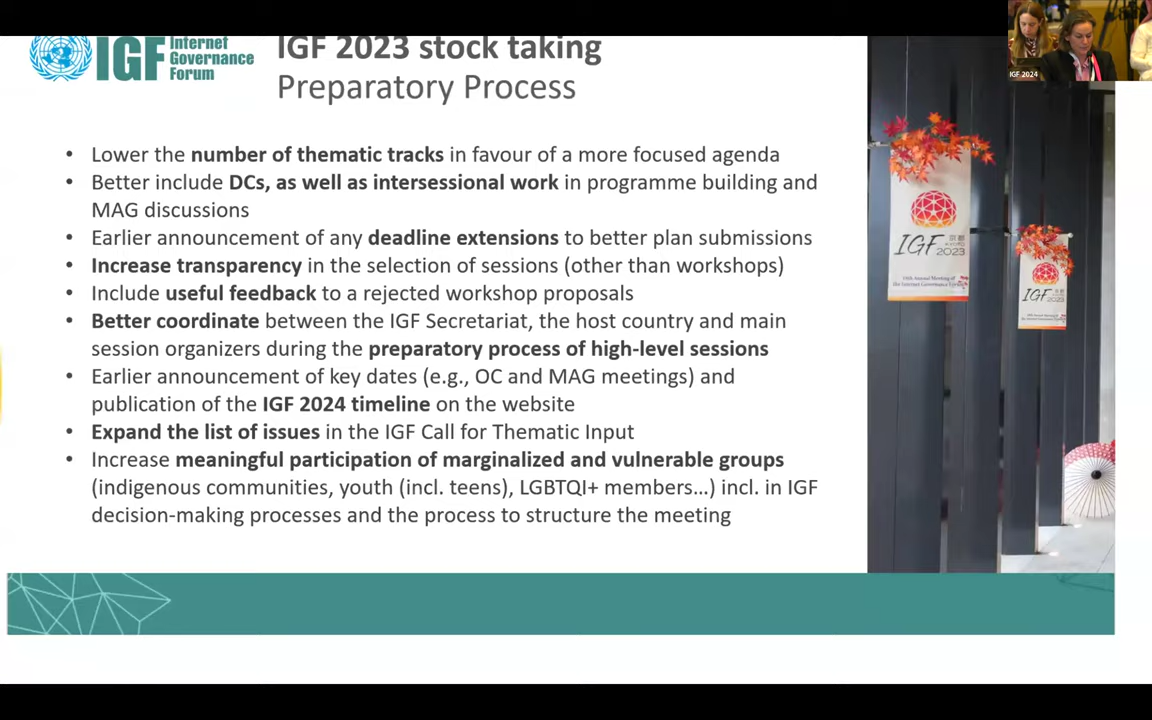 IGF Internet
Governance
Forum
IGF 2023 stock taking
Preparatory Process
IGF 2024
• Lower the number of thematic tracks in favour of a more focused agenda
• Better include DCs, as well as intersessional work in programme building and
MAG discussions
• Earlier announcement of any deadline extensions to better plan submissions
• Increase transparency in the selection of sessions (other than workshops)
• Include useful feedback to a rejected workshop proposals
• Better coordinate between the IGF Secretariat, the host country and main
session organizers during the preparatory process of high-level sessions
• Earlier announcement of key dates (e.g., OC and MAG meetings) and
publication of the IGF 2024 timeline on the website
• Expand the list of issues in the IGF Call for Thematic Input
• Increase meaningful participation of marginalized and vulnerable groups
(indigenous communities, youth (incl. teens), LGBTQI+ members…) incl. in IGF
decision-making processes and the process to structure the meeting
IGF 2023
IGF 2023